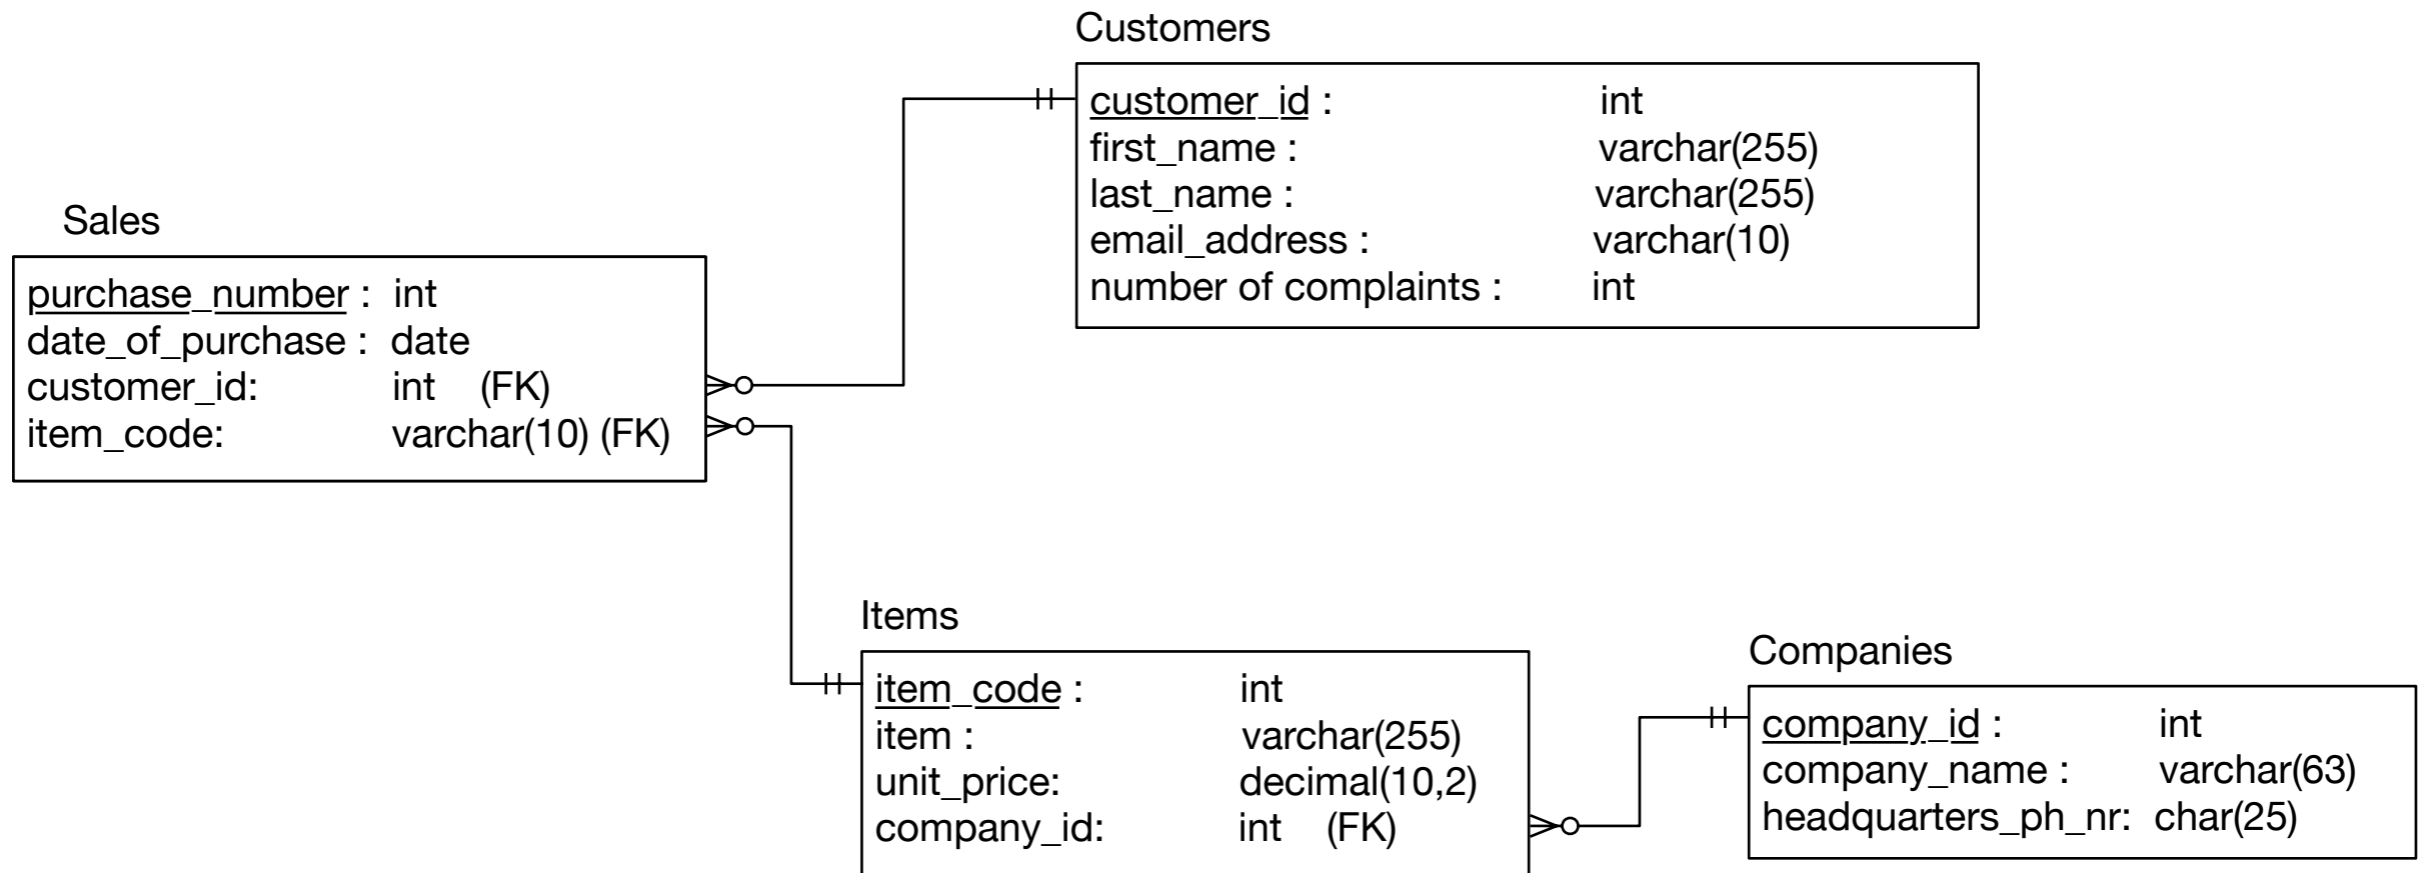 Customers
customer_id : int
first_name : varchar(255)
last_name : varchar(255)
email_address : varchar(10)
number of complaints : int
Sales
purchase_number : int
date_of_purchase : date
customer_id: int (FK)
item_code: varchar(10) (FK)
Items
item_code : int
item : varchar(255)
unit_price: decimal(10,2)
company_id: int (FK)
Companies
company_id : int
company_name : varchar(63)
headquarters_ph_nr: char(25)